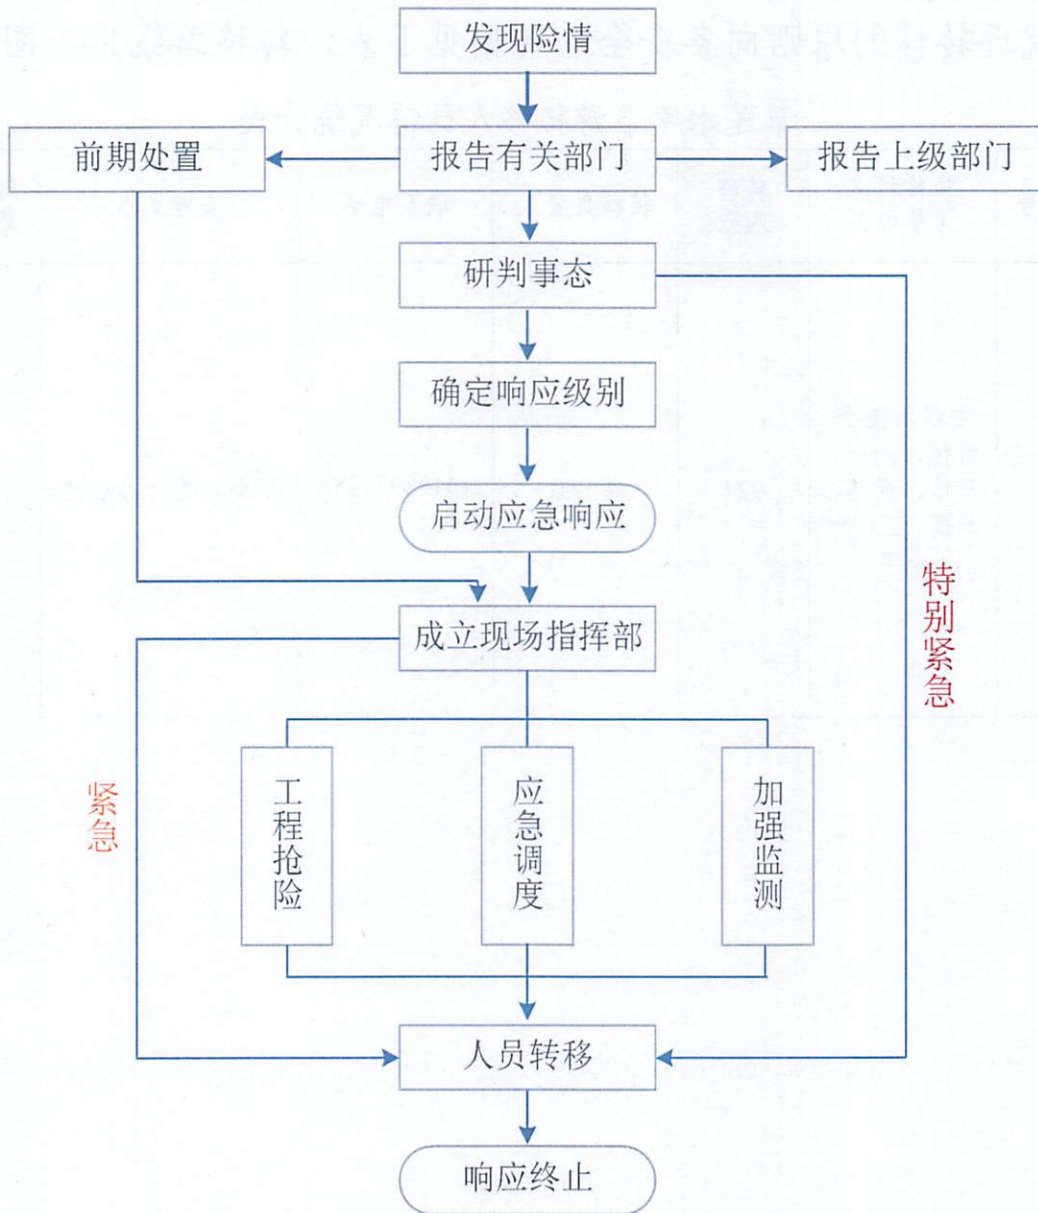 发现险情
前期处置
报告有关部门
报告上级部门
研判事态
确定响应级别
启动应急响应
成立现场指挥部
特别紧急
紧急
工程抢险
应急调度
加强监测
人员转移
响应终止